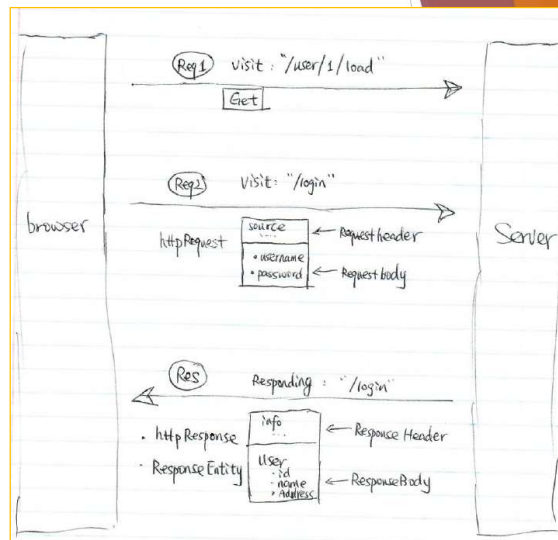 Req1 visit: "/user/1/load"
Get
Req2 visit: "/login"
browser
Server
httpRequest
source
...
• username
• password
← Request header
← Request body
Res Responding: "/login"
• httpResponse
• ResponseEntity
info
...
User
• id
• name
• Address
← Response Header
← ResponseBody